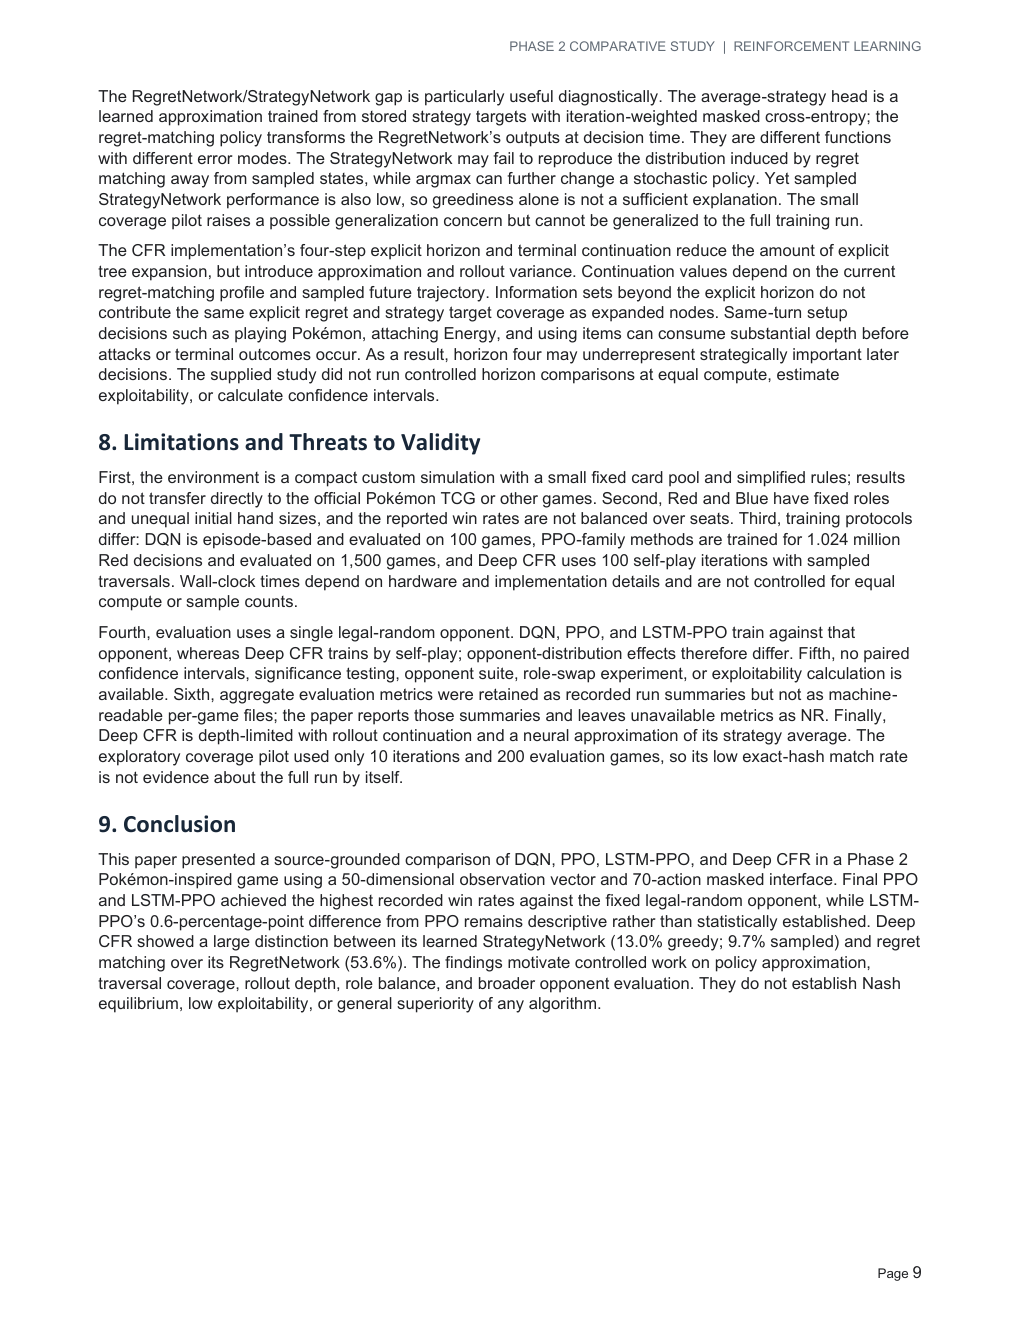 PHASE 2 COMPARATIVE STUDY | REINFORCEMENT LEARNING
The RegretNetwork/StrategyNetwork gap is particularly useful diagnostically. The average-strategy head is a
learned approximation trained from stored strategy targets with iteration-weighted masked cross-entropy; the
regret-matching policy transforms the RegretNetwork’s outputs at decision time. They are different functions
with different error modes. The StrategyNetwork may fail to reproduce the distribution induced by regret
matching away from sampled states, while argmax can further change a stochastic policy. Yet sampled
StrategyNetwork performance is also low, so greediness alone is not a sufficient explanation. The small
coverage pilot raises a possible generalization concern but cannot be generalized to the full training run.
The CFR implementation’s four-step explicit horizon and terminal continuation reduce the amount of explicit
tree expansion, but introduce approximation and rollout variance. Continuation values depend on the current
regret-matching profile and sampled future trajectory. Information sets beyond the explicit horizon do not
contribute the same explicit regret and strategy target coverage as expanded nodes. Same-turn setup
decisions such as playing Pokémon, attaching Energy, and using items can consume substantial depth before
attacks or terminal outcomes occur. As a result, horizon four may underrepresent strategically important later
decisions. The supplied study did not run controlled horizon comparisons at equal compute, estimate
exploitability, or calculate confidence intervals.
8. Limitations and Threats to Validity
First, the environment is a compact custom simulation with a small fixed card pool and simplified rules; results
do not transfer directly to the official Pokémon TCG or other games. Second, Red and Blue have fixed roles
and unequal initial hand sizes, and the reported win rates are not balanced over seats. Third, training protocols
differ: DQN is episode-based and evaluated on 100 games, PPO-family methods are trained for 1.024 million
Red decisions and evaluated on 1,500 games, and Deep CFR uses 100 self-play iterations with sampled
traversals. Wall-clock times depend on hardware and implementation details and are not controlled for equal
compute or sample counts.
Fourth, evaluation uses a single legal-random opponent. DQN, PPO, and LSTM-PPO train against that
opponent, whereas Deep CFR trains by self-play; opponent-distribution effects therefore differ. Fifth, no paired
confidence intervals, significance testing, opponent suite, role-swap experiment, or exploitability calculation is
available. Sixth, aggregate evaluation metrics were retained as recorded run summaries but not as machine-
readable per-game files; the paper reports those summaries and leaves unavailable metrics as NR. Finally,
Deep CFR is depth-limited with rollout continuation and a neural approximation of its strategy average. The
exploratory coverage pilot used only 10 iterations and 200 evaluation games, so its low exact-hash match rate
is not evidence about the full run by itself.
9. Conclusion
This paper presented a source-grounded comparison of DQN, PPO, LSTM-PPO, and Deep CFR in a Phase 2
Pokémon-inspired game using a 50-dimensional observation vector and 70-action masked interface. Final PPO
and LSTM-PPO achieved the highest recorded win rates against the fixed legal-random opponent, while LSTM-
PPO’s 0.6-percentage-point difference from PPO remains descriptive rather than statistically established. Deep
CFR showed a large distinction between its learned StrategyNetwork (13.0% greedy; 9.7% sampled) and regret
matching over its RegretNetwork (53.6%). The findings motivate controlled work on policy approximation,
traversal coverage, rollout depth, role balance, and broader opponent evaluation. They do not establish Nash
equilibrium, low exploitability, or general superiority of any algorithm.
Page 9